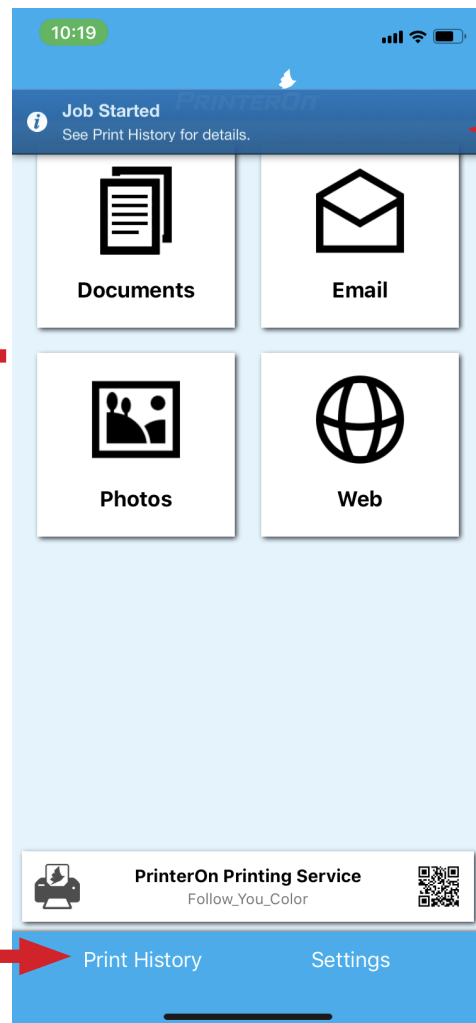 10:19
PRINTERON
Job Started
See Print History for details.
Documents
Email
Photos
Web
PrinterOn Printing Service
Follow_You_Color
Print History
Settings